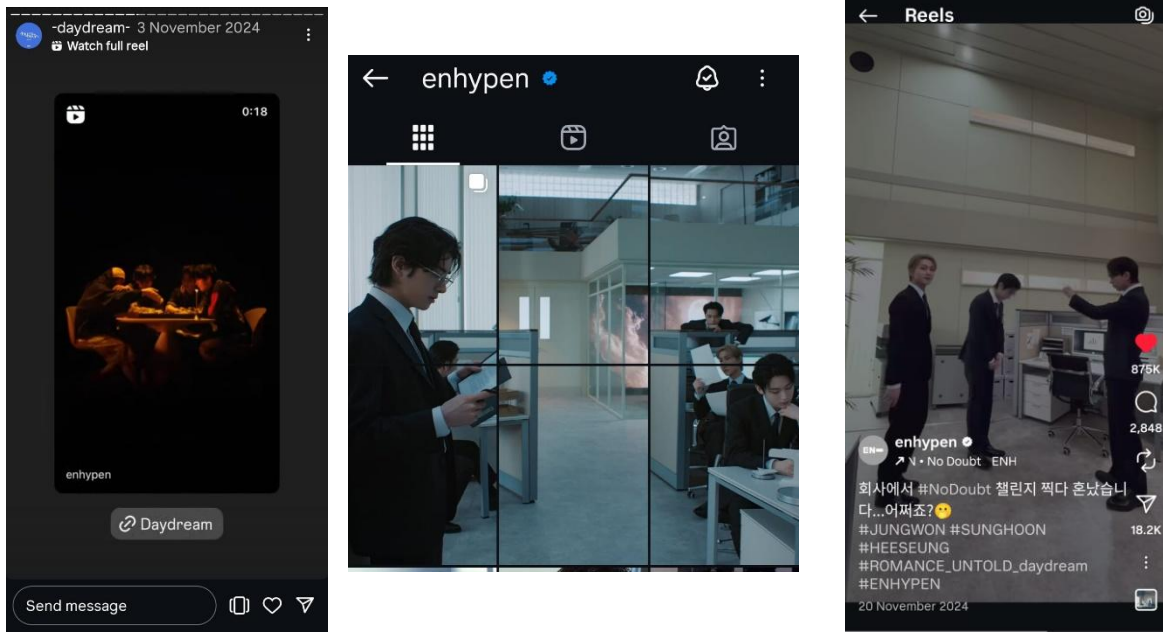 -daydream- 3 November 2024
Watch full reel
0:18
enhypen
Daydream
Send message
enhypen
Reels
875K
2,848
18.2K
enhypen
No Doubt ENH
회사에서 #NoDoubt 챌린지 찍다 혼났습니
다...어쩌죠?🫢
#JUNGWON #SUNGHOON
#HEESEUNG
#ROMANCE_UNTOLD_daydream
#ENHYPEN
20 November 2024